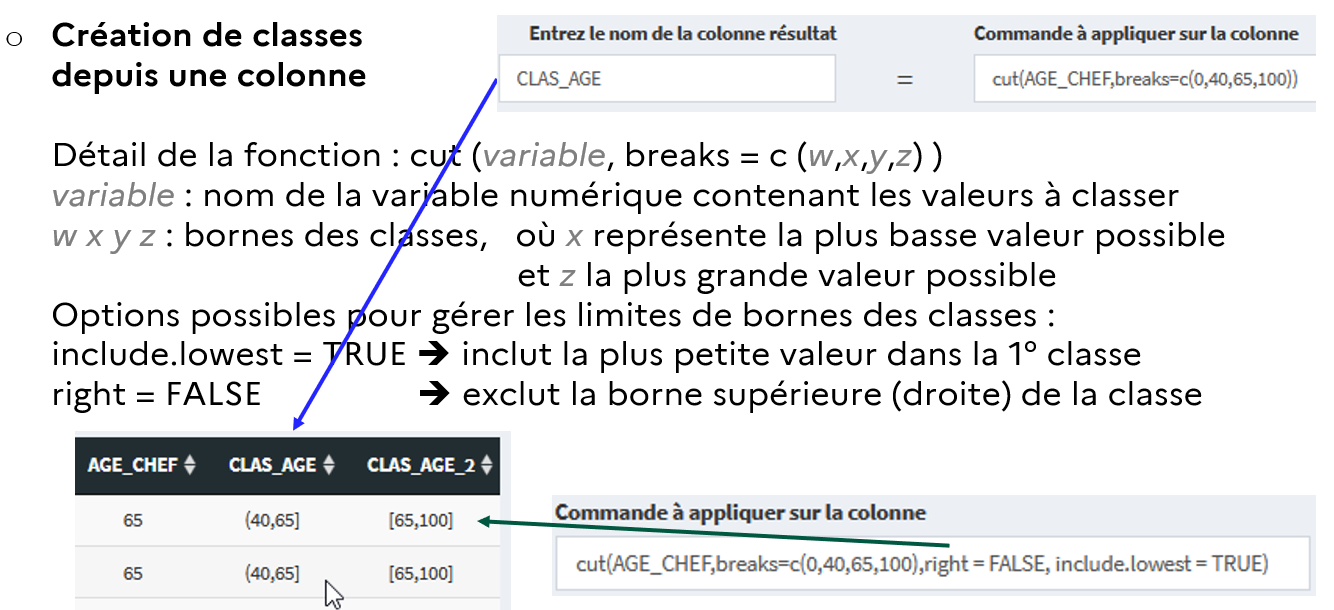 ○ Création de classes
depuis une colonne
Entrez le nom de la colonne résultat
Commande à appliquer sur la colonne
CLAS_AGE = cut(AGE_CHEF,breaks=c(0,40,65,100))
Détail de la fonction : cut (variable, breaks = c (w,x,y,z) )
variable : nom de la variable numérique contenant les valeurs à classer
w x y z : bornes des classes, où x représente la plus basse valeur possible
et z la plus grande valeur possible
Options possibles pour gérer les limites de bornes des classes :
include.lowest = TRUE ➔ inclut la plus petite valeur dans la 1° classe
right = FALSE ➔ exclut la borne supérieure (droite) de la classe
AGE_CHEF CLAS_AGE CLAS_AGE_2
65 (40,65] [65,100]
65 (40,65] [65,100]
Commande à appliquer sur la colonne
cut(AGE_CHEF,breaks=c(0,40,65,100),right = FALSE, include.lowest = TRUE)